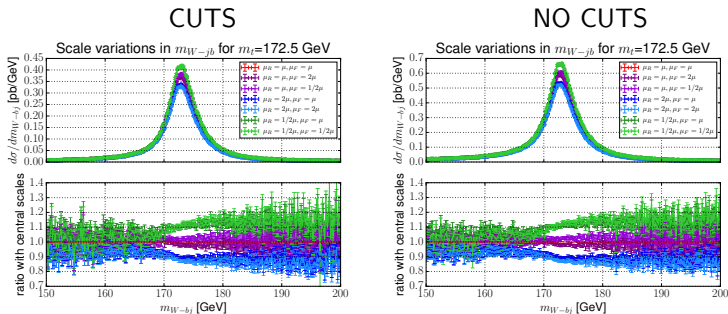 CUTS
Scale variations in m_{W-jb} for m_t=172.5 GeV
dσ/dm_{W-bj} [pb/GeV]
0.45
0.40
0.35
0.30
0.25
0.20
0.15
0.10
0.05
0.00
μ_R = μ, μ_F = μ
μ_R = μ, μ_F = 2μ
μ_R = μ, μ_F = 1/2μ
μ_R = 2μ, μ_F = μ
μ_R = 2μ, μ_F = 2μ
μ_R = 1/2μ, μ_F = μ
μ_R = 1/2μ, μ_F = 1/2μ
ratio with central scales
1.4
1.3
1.2
1.1
1.0
0.9
0.8
0.7
150 160 170 180 190 200
m_{W-bj} [GeV]
NO CUTS
Scale variations in m_{W-jb} for m_t=172.5 GeV
dσ/dm_{W-bj} [pb/GeV]
0.7
0.6
0.5
0.4
0.3
0.2
0.1
0.0
μ_R = μ, μ_F = μ
μ_R = μ, μ_F = 2μ
μ_R = μ, μ_F = 1/2μ
μ_R = 2μ, μ_F = μ
μ_R = 2μ, μ_F = 2μ
μ_R = 1/2μ, μ_F = μ
μ_R = 1/2μ, μ_F = 1/2μ
ratio with central scales
1.4
1.3
1.2
1.1
1.0
0.9
0.8
0.7
150 160 170 180 190 200
m_{W-bj} [GeV]